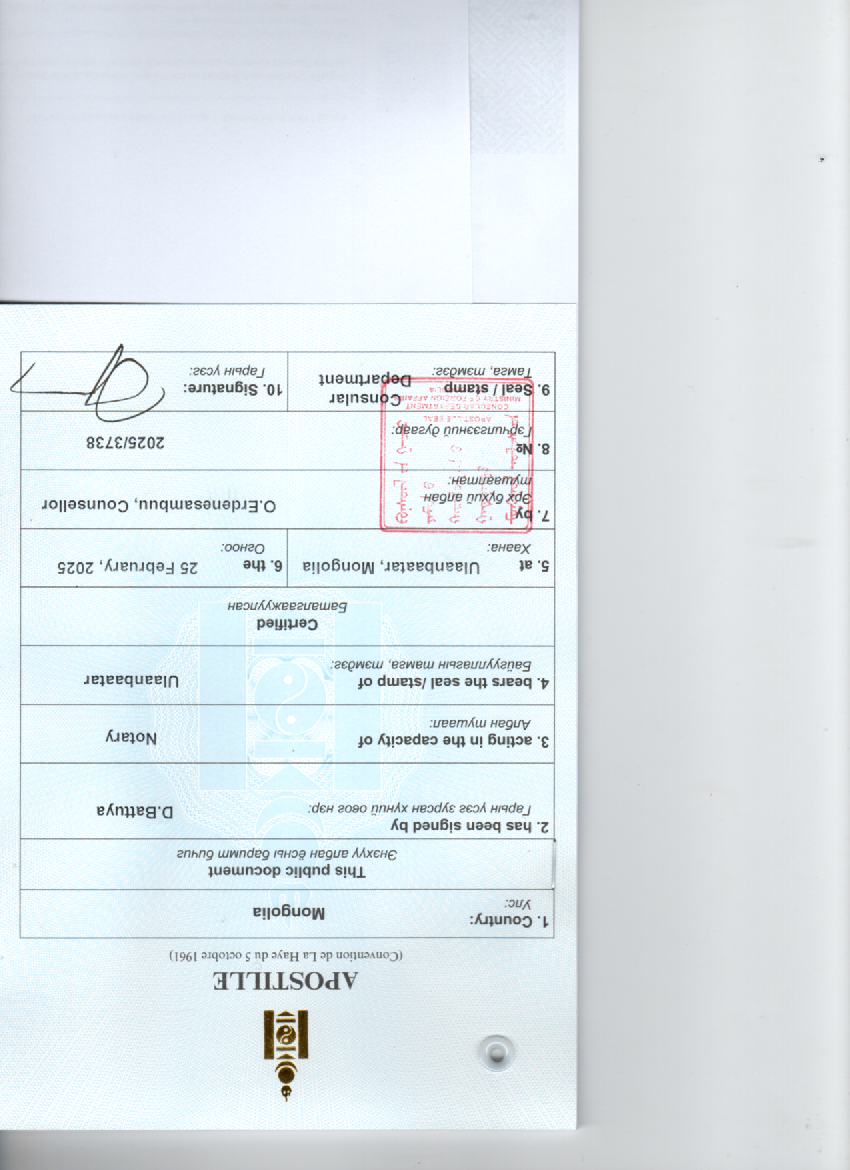 APOSTILLE
(Convention de La Haye du 5 octobre 1961)
1. Country: Mongolia
Улс:
This public document
Энэхүү албан ёсны баримт бичиг
2. has been signed by D.Battuya
Гарын үсэг зурсан хүний овог нэр:
3. acting in the capacity of Notary
Албан тушаал:
4. bears the seal /stamp of Ulaanbaatar
Байгууллагын тамга, тэмдэг:
Certified
Баталгаажуулсан
5. at Ulaanbaatar, Mongolia 6. the 25 February, 2025
Хаана: Огноо:
7. by O.Erdenesambuu, Counsellor
Эрх бүхий албан
тушаалтан:
8. № 2025/3738
Гэрчилгээний дугаар:
APOSTILLE SEAL
CONSULAR DEPARTMENT
MINISTRY OF FOREIGN AFFAIRS
9. Seal / stamp Consular Department 10. Signature:
Тамга, тэмдэг: Гарын үсэг: